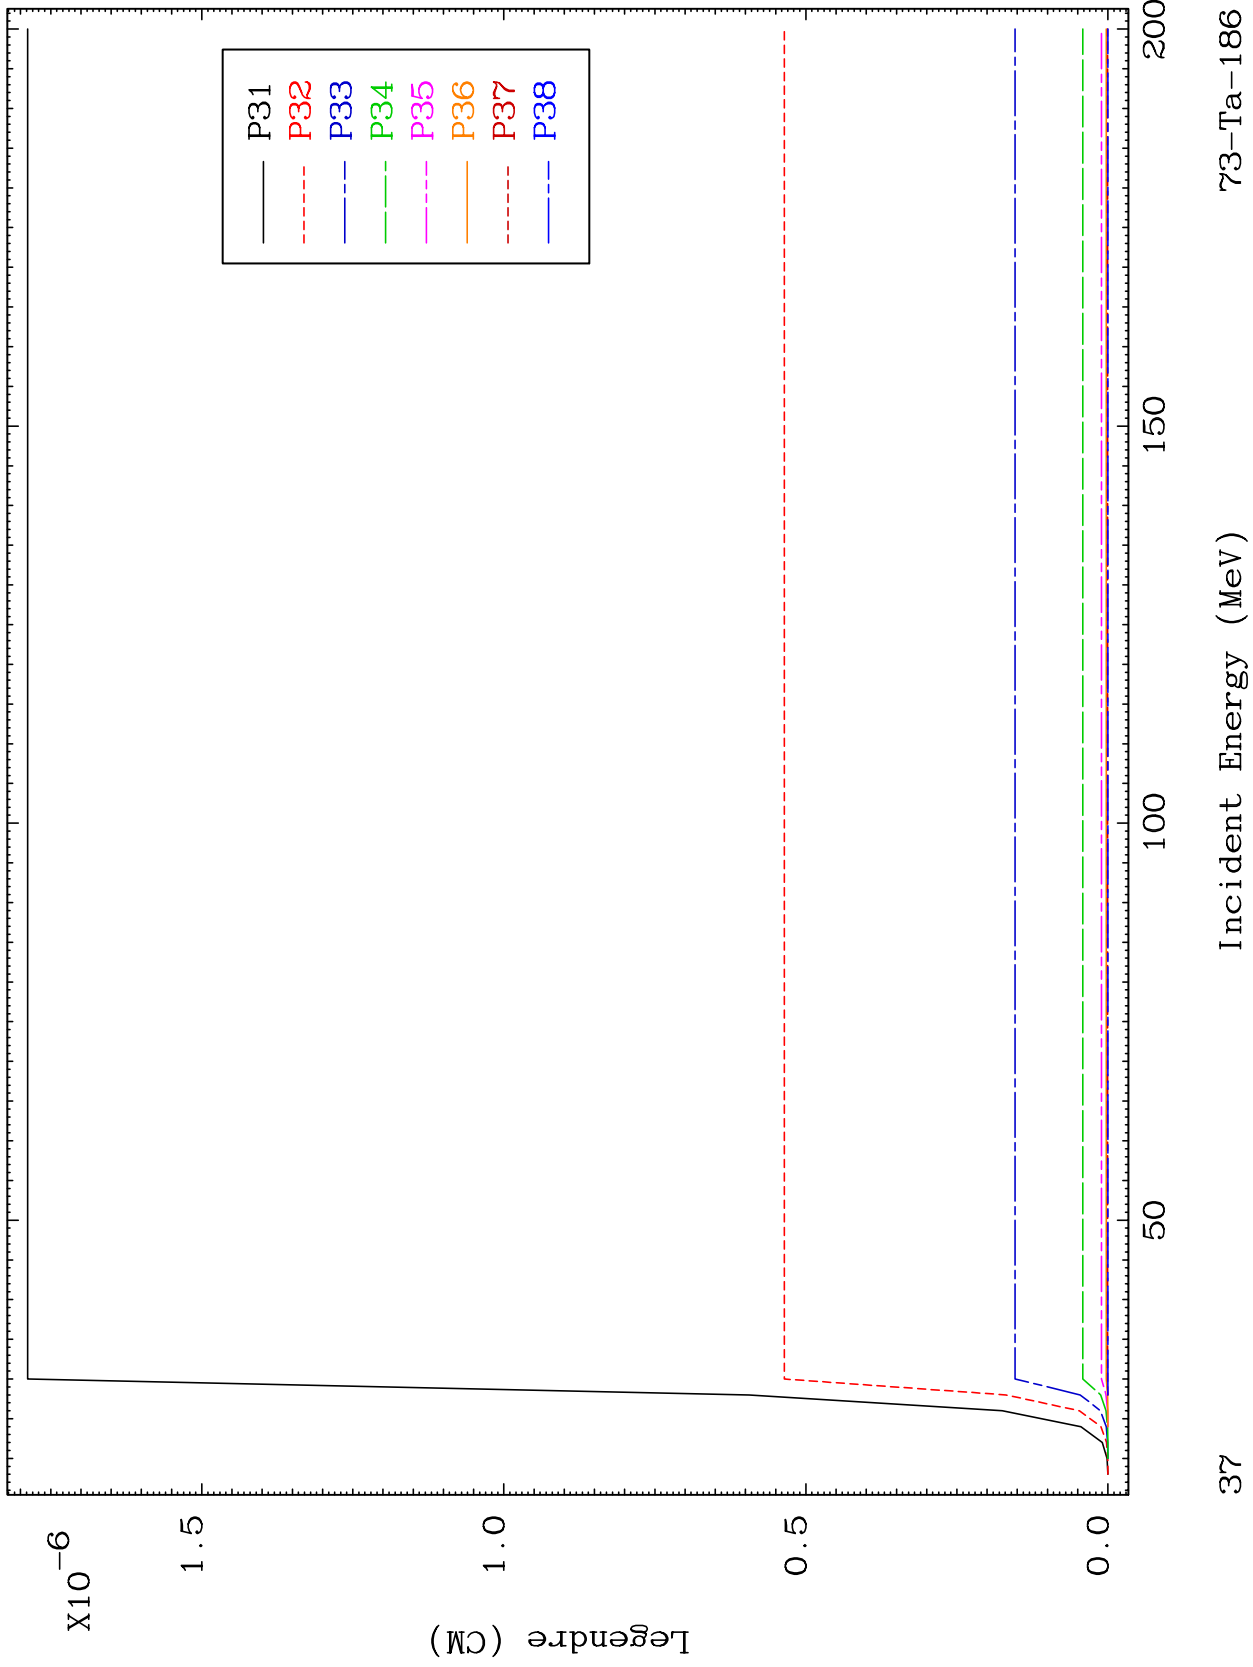 X10-6
1.5
1.0
0.5
0.0
Legendre (CM)
P31
P32
P33
P34
P35
P36
P37
P38
50
100
150
200
37
Incident Energy (MeV)
73-Ta-186